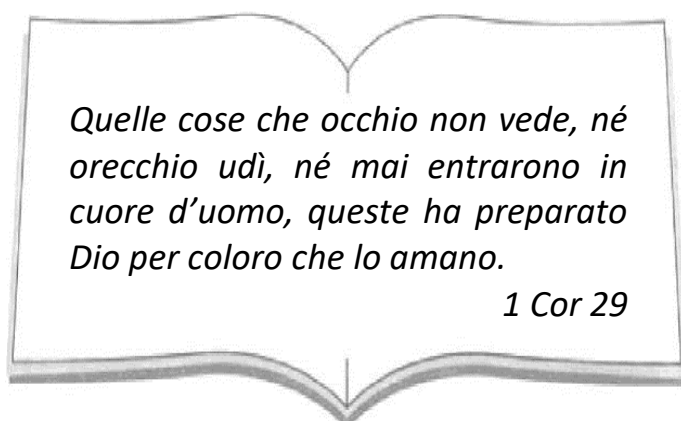 Quelle cose che occhio non vede, né
orecchio udì, né mai entrarono in
cuore d’uomo, queste ha preparato
Dio per coloro che lo amano.
1 Cor 29